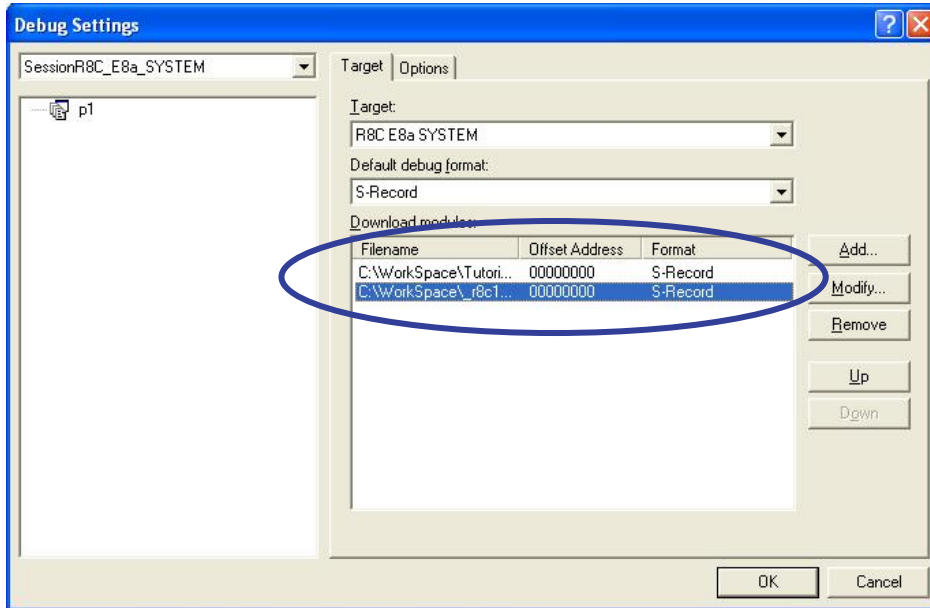 Debug Settings
SessionR8C_E8a_SYSTEM
p1
Target
Options
Target:
R8C E8a SYSTEM
Default debug format:
S-Record
Download modules:
Filename Offset Address Format
C:\WorkSpace\Tutori... 00000000 S-Record
C:\WorkSpace\_r8c1... 00000000 S-Record
Add...
Modify...
Remove
Up
Down
OK
Cancel